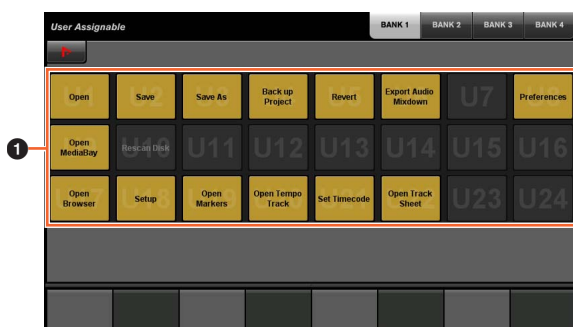 User Assignable
BANK 1 BANK 2 BANK 3 BANK 4
Open Save Save As Back up Project Revert Export Audio Mixdown U7 Preferences
1
Open MediaBay Rescan Disk U11 U12 U13 U14 U15 U16
Open Browser Setup Open Markers Open Tempo Track Set Timecode Open Track Sheet U23 U24